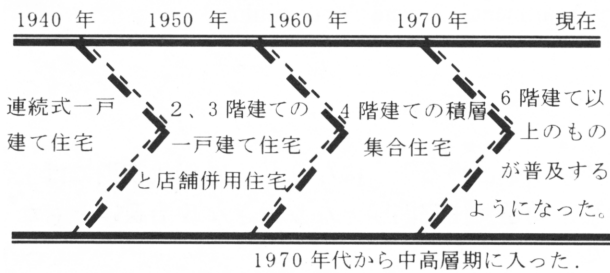 1940 年　1950 年　1960 年　1970 年　現在
連続式一戸
建て住宅
2、3階建ての
一戸建て住宅
と店舗併用住宅
4階建ての積層
集合住宅
6階建て以
上のもの
が普及する
ようになった。
1970 年代から中高層期に入った.